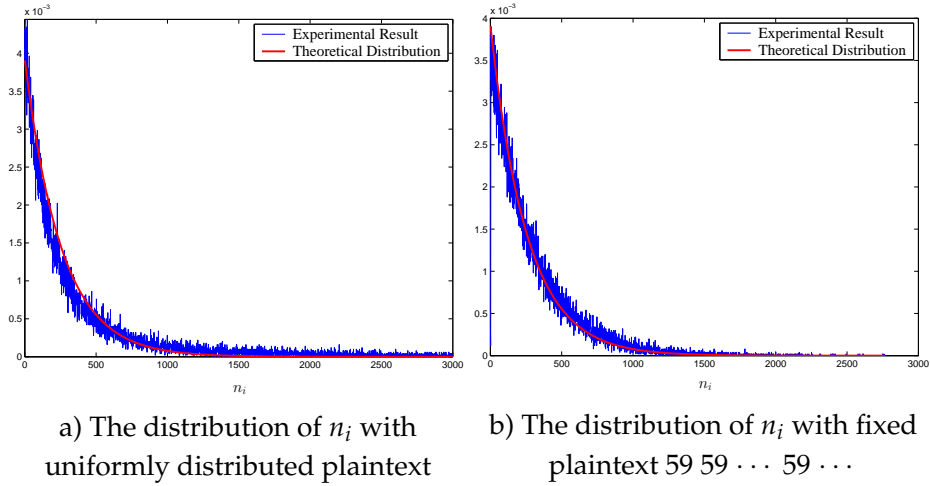 x 10⁻³
4
3.5
3
2.5
2
1.5
1
0.5
0
0 500 1000 1500 2000 2500 3000
n_i
Experimental Result
Theoretical Distribution
a) The distribution of n_i with
uniformly distributed plaintext
4 x 10⁻³
3.5
3
2.5
2
1.5
1
0.5
0
0 500 1000 1500 2000 2500 3000
n_i
Experimental Result
Theoretical Distribution
b) The distribution of n_i with fixed
plaintext 59 59 ⋯ 59 ⋯